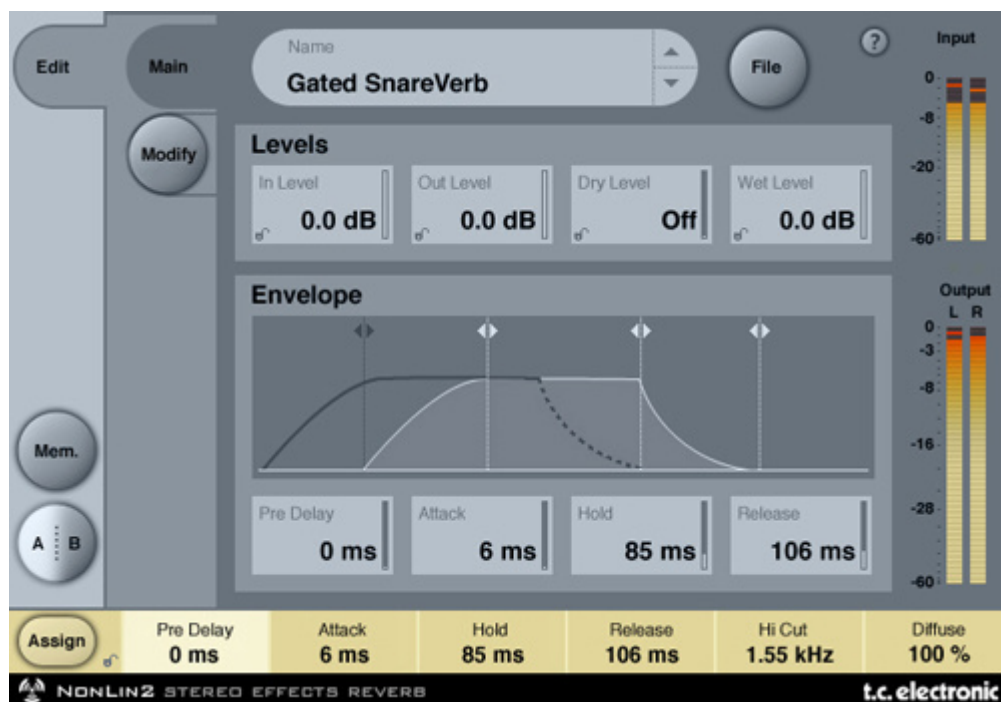 Edit
Main
Name
Gated SnareVerb
File
?
Input
Modify
0
-8
-20
-60
Levels
In Level
0.0 dB
Out Level
0.0 dB
Dry Level
Off
Wet Level
0.0 dB
Envelope
Output
L R
0
-3
-8
-16
-28
-60
Pre Delay
0 ms
Attack
6 ms
Hold
85 ms
Release
106 ms
Mem.
A B
Assign
Pre Delay
0 ms
Attack
6 ms
Hold
85 ms
Release
106 ms
Hi Cut
1.55 kHz
Diffuse
100 %
NONLIN2 STEREO EFFECTS REVERB
t.c. electronic